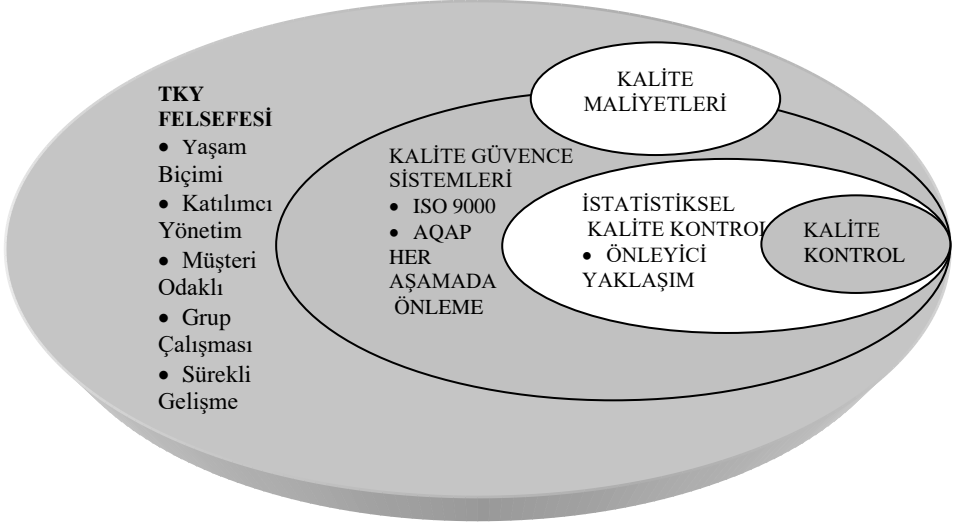 TKY
FELSEFESİ
• Yaşam
Biçimi
• Katılımcı
Yönetim
• Müşteri
Odaklı
• Grup
Çalışması
• Sürekli
Gelişme
KALİTE GÜVENCE
SİSTEMLERİ
• ISO 9000
• AQAP
HER
AŞAMADA
ÖNLEME
KALİTE
MALİYETLERİ
İSTATİSTİKSEL
KALİTE KONTROL
• ÖNLEYİCİ
YAKLAŞIM
KALİTE
KONTROL